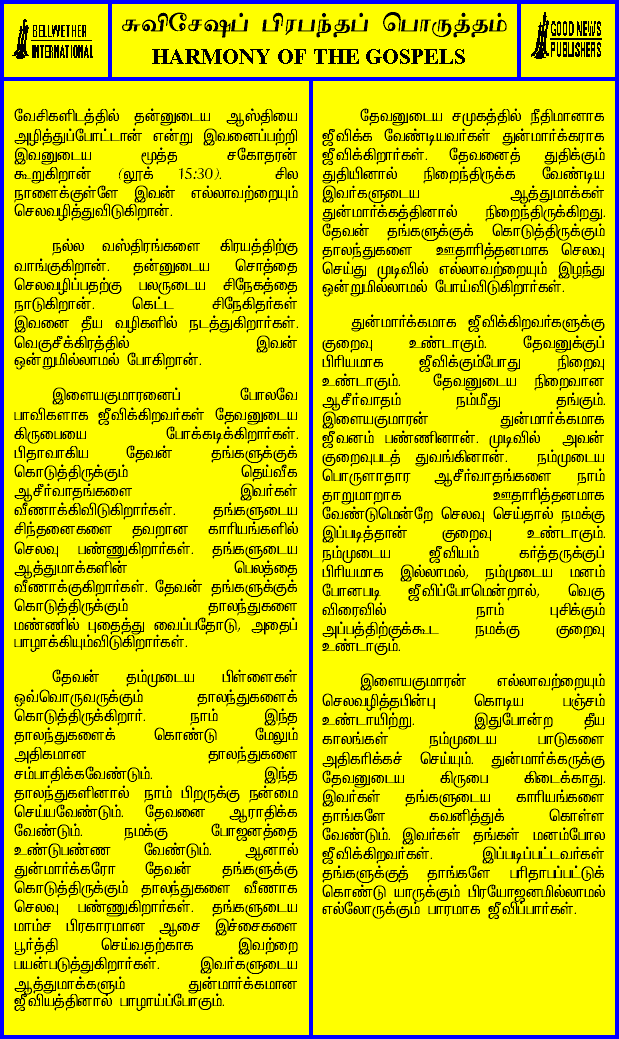 BELLWETHER
INTERNATIONAL
சுவிசேஷப் பிரபந்தப் பொருத்தம்
HARMONY OF THE GOSPELS
GOOD NEWS
PUBLISHERS
வேசிகளிடத்தில் தன்னுடைய ஆஸ்தியை
அழித்துப்போட்டான் என்று இவனைப்பற்றி
இவனுடைய மூத்த சகோதரன்
கூறுகிறான் (லூக் 15:30). சில
நாளைக்குள்ளே இவன் எல்லாவற்றையும்
செலவழித்துவிடுகிறான்.
நல்ல வஸ்திரங்களை கிரயத்திற்கு
வாங்குகிறான். தன்னுடைய சொத்தை
செலவழிப்பதற்கு பலருடைய சிநேகத்தை
நாடுகிறான். கெட்ட சிநேகிதர்கள்
இவனை தீய வழிகளில் நடத்துகிறார்கள்.
வெகுசீக்கிரத்தில் இவன்
ஒன்றுமில்லாமல் போகிறான்.
இளையகுமாரனைப் போலவே
பாவிகளாக ஜீவிக்கிறவர்கள் தேவனுடைய
கிருபையை போக்கடிக்கிறார்கள்.
பிதாவாகிய தேவன் தங்களுக்குக்
கொடுத்திருக்கும் தெய்வீக
ஆசீர்வாதங்களை இவர்கள்
வீணாக்கிவிடுகிறார்கள். தங்களுடைய
சிந்தனைகளை தவறான காரியங்களில்
செலவு பண்ணுகிறார்கள். தங்களுடைய
ஆத்துமாக்களின் பெலத்தை
வீணாக்குகிறார்கள். தேவன் தங்களுக்குக்
கொடுத்திருக்கும் தாலந்துகளை
மண்ணில் புதைத்து வைப்பதோடு, அதைப்
பாழாக்கியும்விடுகிறார்கள்.
தேவன் தம்முடைய பிள்ளைகள்
ஒவ்வொருவருக்கும் தாலந்துகளைக்
கொடுத்திருக்கிறார். நாம் இந்த
தாலந்துகளைக் கொண்டு மேலும்
அதிகமான தாலந்துகளை
சம்பாதிக்கவேண்டும். இந்த
தாலந்துகளினால் நாம் பிறருக்கு நன்மை
செய்யவேண்டும். தேவனை ஆராதிக்க
வேண்டும். நமக்கு போஜனத்தை
உண்டுபண்ண வேண்டும். ஆனால்
துன்மார்க்கரோ தேவன் தங்களுக்கு
கொடுத்திருக்கும் தாலந்துகளை வீணாக
செலவு பண்ணுகிறார்கள். தங்களுடைய
மாம்ச பிரகாரமான ஆசை இச்சைகளை
பூர்த்தி செய்வதற்காக இவற்றை
பயன்படுத்துகிறார்கள். இவர்களுடைய
ஆத்துமாக்களும் துன்மார்க்கமான
ஜீவியத்தினால் பாழாய்ப்போகும்.
தேவனுடைய சமுகத்தில் நீதிமானாக
ஜீவிக்க வேண்டியவர்கள் துன்மார்க்கராக
ஜீவிக்கிறார்கள். தேவனைத் துதிக்கும்
துதியினால் நிறைந்திருக்க வேண்டிய
இவர்களுடைய ஆத்துமாக்கள்
துன்மார்க்கத்தினால் நிறைந்திருக்கிறது.
தேவன் தங்களுக்குக் கொடுத்திருக்கும்
தாலந்துகளை ஊதாரித்தனமாக செலவு
செய்து முடிவில் எல்லாவற்றையும் இழந்து
ஒன்றுமில்லாமல் போய்விடுகிறார்கள்.
துன்மார்க்கமாக ஜீவிக்கிறவர்களுக்கு
குறைவு உண்டாகும். தேவனுக்குப்
பிரியமாக ஜீவிக்கும்போது நிறைவு
உண்டாகும். தேவனுடைய நிறைவான
ஆசீர்வாதம் நம்மீது தங்கும்.
இளையகுமாரன் துன்மார்க்கமாக
ஜீவனம் பண்ணினான். முடிவில் அவன்
குறைவுபடத் துவங்கினான். நம்முடைய
பொருளாதார ஆசீர்வாதங்களை நாம்
தாறுமாறாக ஊதாரித்தனமாக
வேண்டுமென்றே செலவு செய்தால் நமக்கு
இப்படித்தான் குறைவு உண்டாகும்.
நம்முடைய ஜீவியம் கர்த்தருக்குப்
பிரியமாக இல்லாமல், நம்முடைய மனம்
போனபடி ஜீவிப்போமென்றால், வெகு
விரைவில் நாம் புசிக்கும்
அப்பத்திற்குக்கூட நமக்கு குறைவு
உண்டாகும்.
இளையகுமாரன் எல்லாவற்றையும்
செலவழித்தபின்பு கொடிய பஞ்சம்
உண்டாயிற்று. இதுபோன்ற தீய
காலங்கள் நம்முடைய பாடுகளை
அதிகரிக்கச் செய்யும். துன்மார்க்கருக்கு
தேவனுடைய கிருபை கிடைக்காது.
இவர்கள் தங்களுடைய காரியங்களை
தாங்களே கவனித்துக் கொள்ள
வேண்டும். இவர்கள் தங்கள் மனம்போல
ஜீவிக்கிறவர்கள். இப்படிப்பட்டவர்கள்
தங்களுக்குத் தாங்களே பரிதாபப்பட்டுக்
கொண்டு யாருக்கும் பிரயோஜனமில்லாமல்
எல்லோருக்கும் பாரமாக ஜீவிப்பார்கள்.